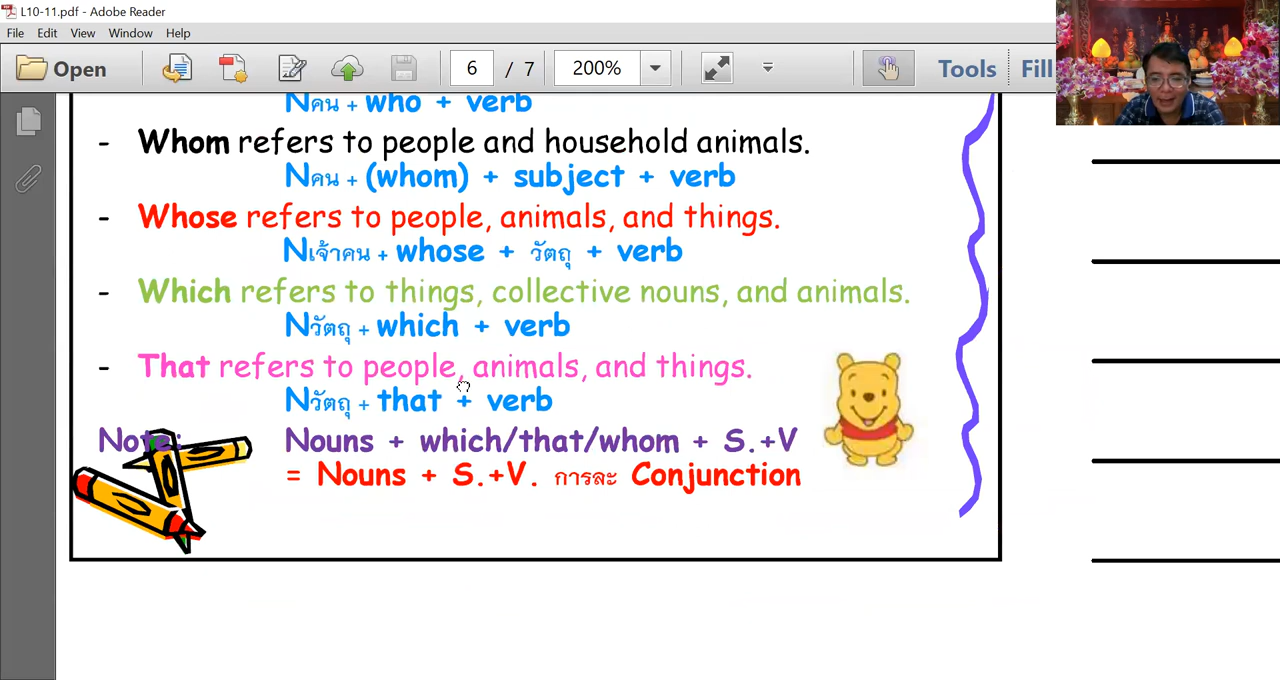 L10-11.pdf - Adobe Reader
File Edit View Window Help
Open 6 / 7 200% Tools Fill
Nคน + who + verb
- Whom refers to people and household animals.
Nคน + (whom) + subject + verb
- Whose refers to people, animals, and things.
Nเจ้าคน + whose + วัตถุ + verb
- Which refers to things, collective nouns, and animals.
Nวัตถุ + which + verb
- That refers to people, animals, and things.
Nวัตถุ + that + verb
Note: Nouns + which/that/whom + S.+V
= Nouns + S.+V. การละ Conjunction